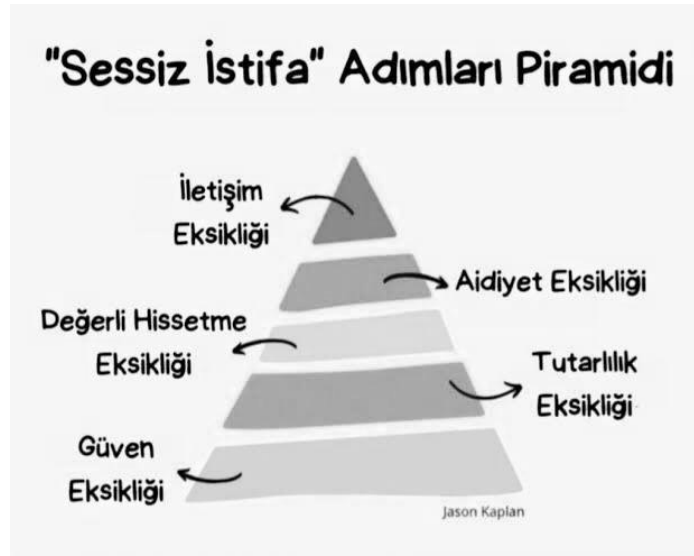 "Sessiz İstifa" Adımları Piramidi
İletişim
Eksikliği
Aidiyet Eksikliği
Değerli Hissetme
Eksikliği
Tutarlılık
Eksikliği
Güven
Eksikliği
Jason Kaplan